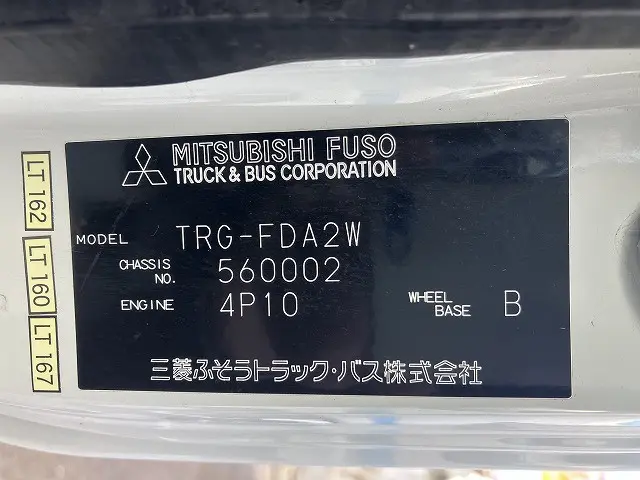 MITSUBISHI FUSO
TRUCK & BUS CORPORATION
MODEL TRG-FDA2W
CHASSIS NO. 560002
ENGINE 4P10 WHEEL BASE B
三菱ふそうトラック・バス株式会社
LT 162
LT 160
LT 167